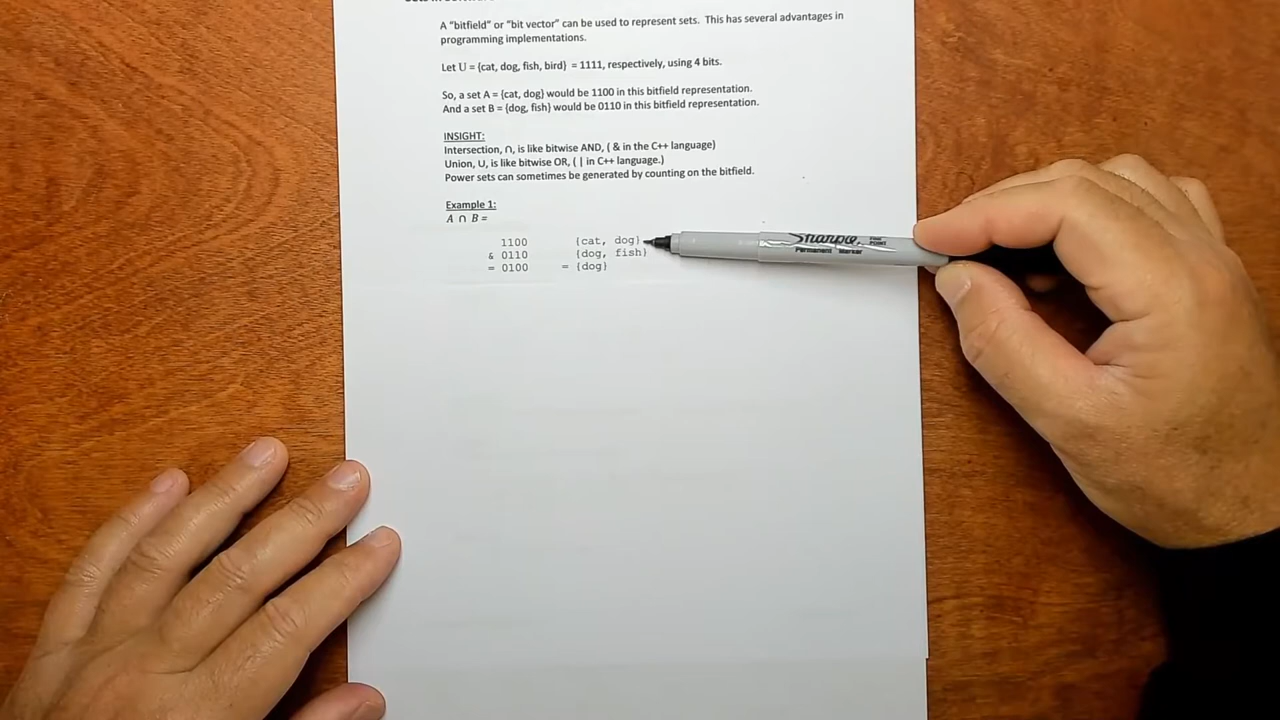 A "bitfield" or "bit vector" can be used to represent sets. This has several advantages in
programming implementations.
Let U = {cat, dog, fish, bird} = 1111, respectively, using 4 bits.
So, a set A = {cat, dog} would be 1100 in this bitfield representation.
And a set B = {dog, fish} would be 0110 in this bitfield representation.
INSIGHT:
Intersection, ∩, is like bitwise AND, ( & in the C++ language)
Union, ∪, is like bitwise OR, ( | in C++ language.)
Power sets can sometimes be generated by counting on the bitfield.
Example 1:
A ∩ B =
1100 {cat, dog}
& 0110 {dog, fish}
= 0100 = {dog}
Sharpie
Permanent Marker